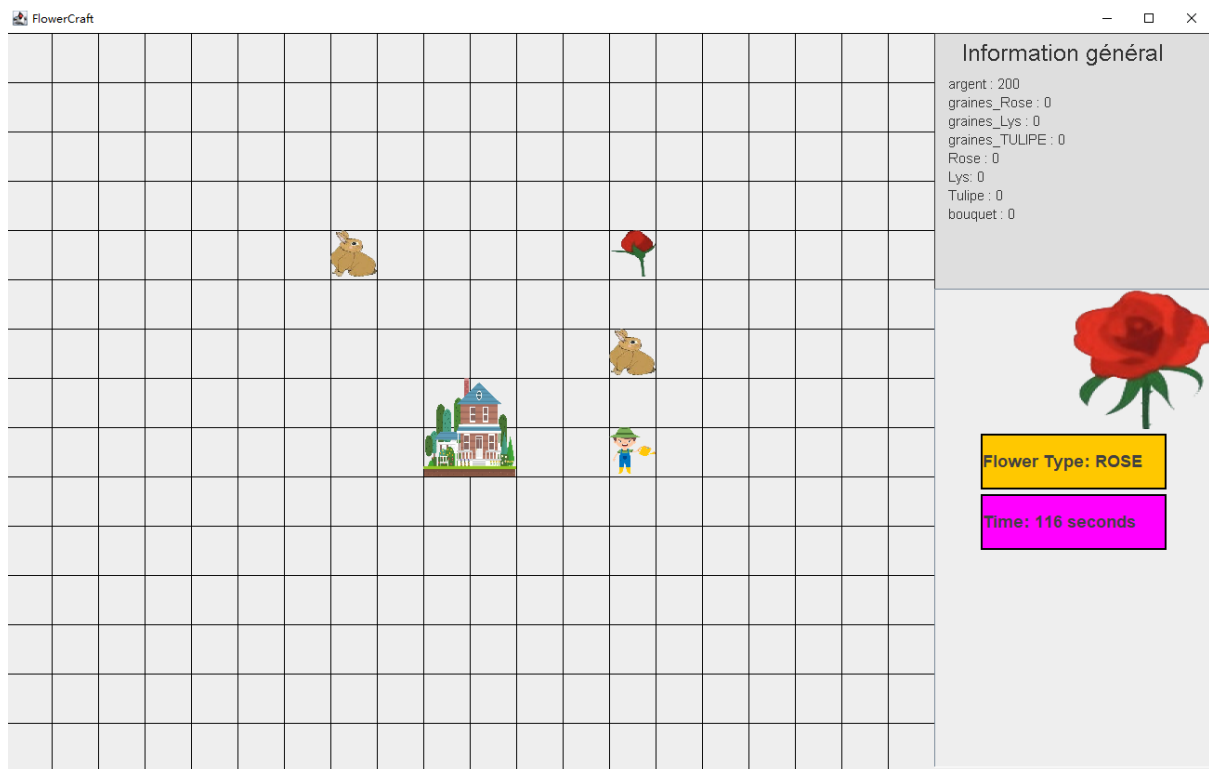 FlowerCraft
Information général
argent : 200
graines_Rose : 0
graines_Lys : 0
graines_TULIPE : 0
Rose : 0
Lys: 0
Tulipe : 0
bouquet : 0
Flower Type: ROSE
Time: 116 seconds